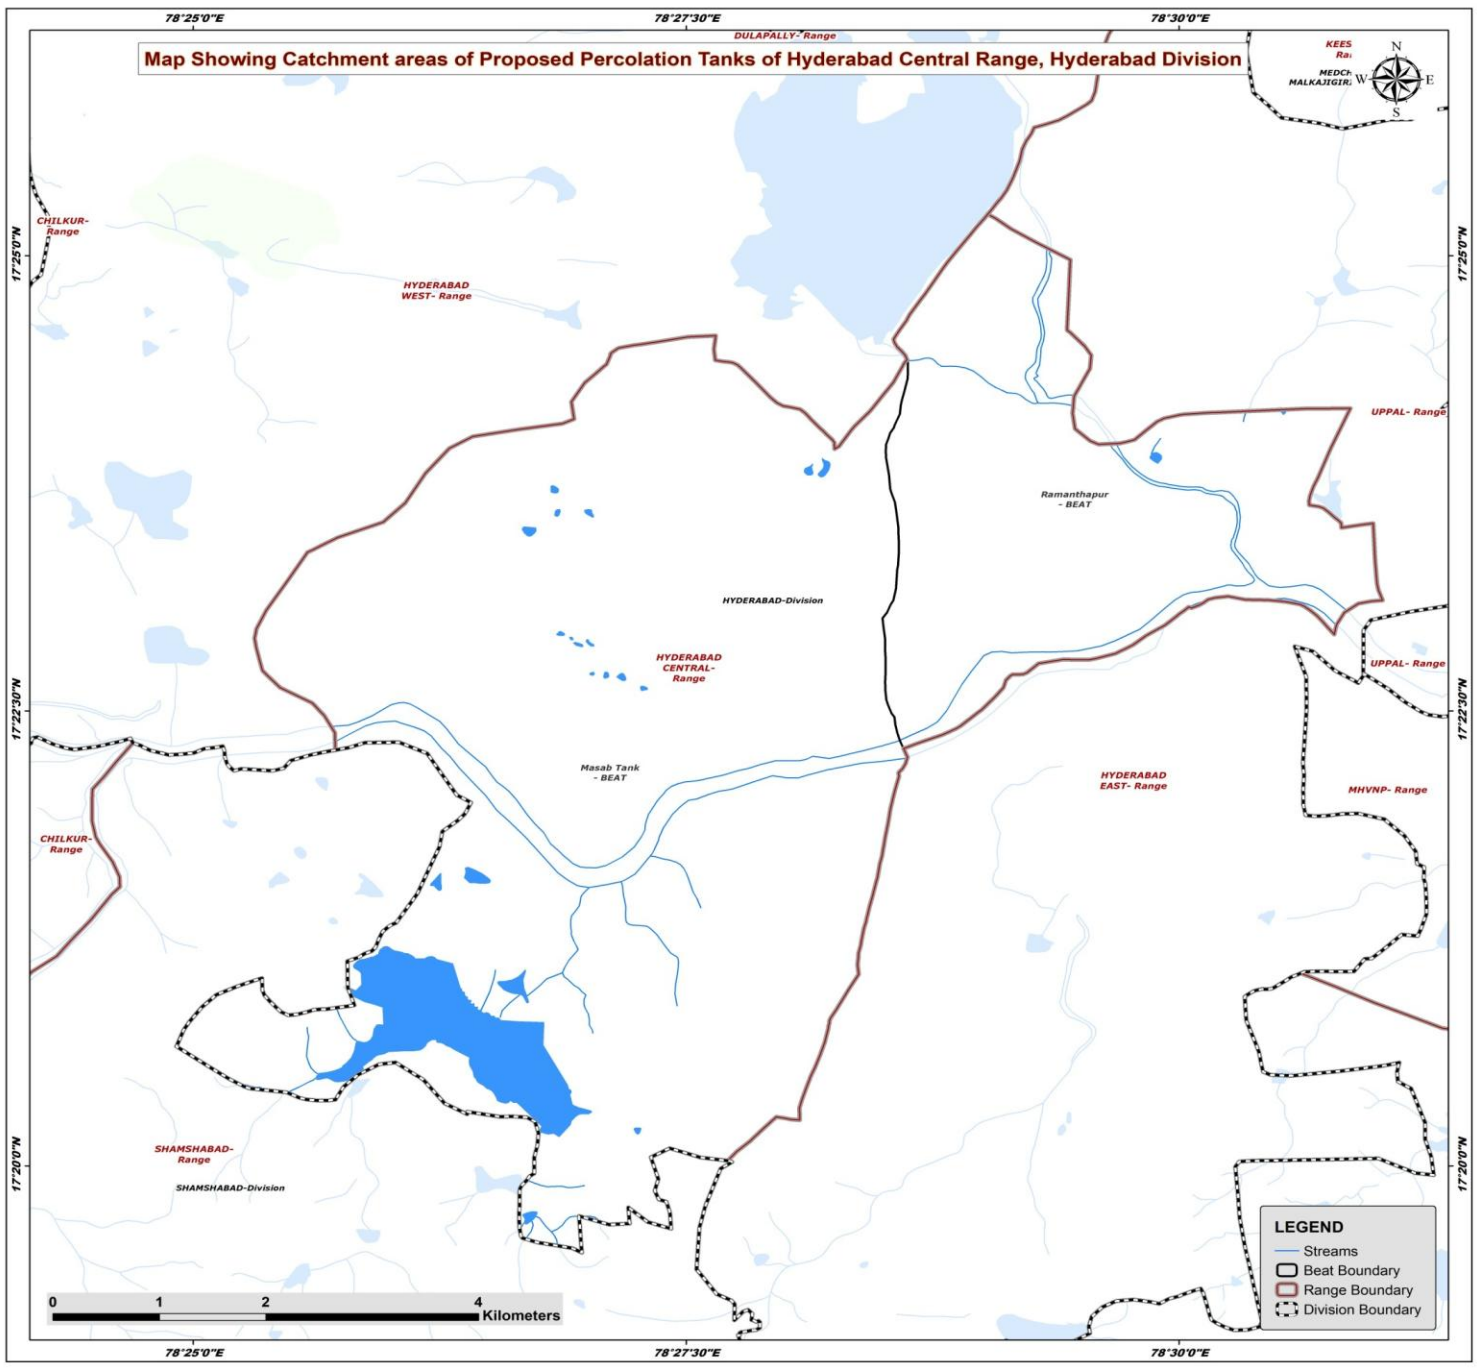 78°25'0"E
78°27'30"E
78°30'0"E
DULAPALLY- Range
Map Showing Catchment areas of Proposed Percolation Tanks of Hyderabad Central Range, Hyderabad Division
KEES
Ra
MEDCH
MALKAJIGIR
N
W
E
S
CHILKUR-
Range
17°25'0"N
17°25'0"N
HYDERABAD
WEST- Range
UPPAL- Range
Ramanthapur
- BEAT
HYDERABAD-Division
HYDERABAD
CENTRAL-
Range
UPPAL- Range
17°22'30"N
17°22'30"N
Masab Tank
- BEAT
HYDERABAD
EAST- Range
MHVNP- Range
CHILKUR-
Range
SHAMSHABAD-
Range
SHAMSHABAD-Division
17°20'0"N
17°20'0"N
LEGEND
Streams
Beat Boundary
Range Boundary
Division Boundary
0 1 2 4
Kilometers
78°25'0"E
78°27'30"E
78°30'0"E